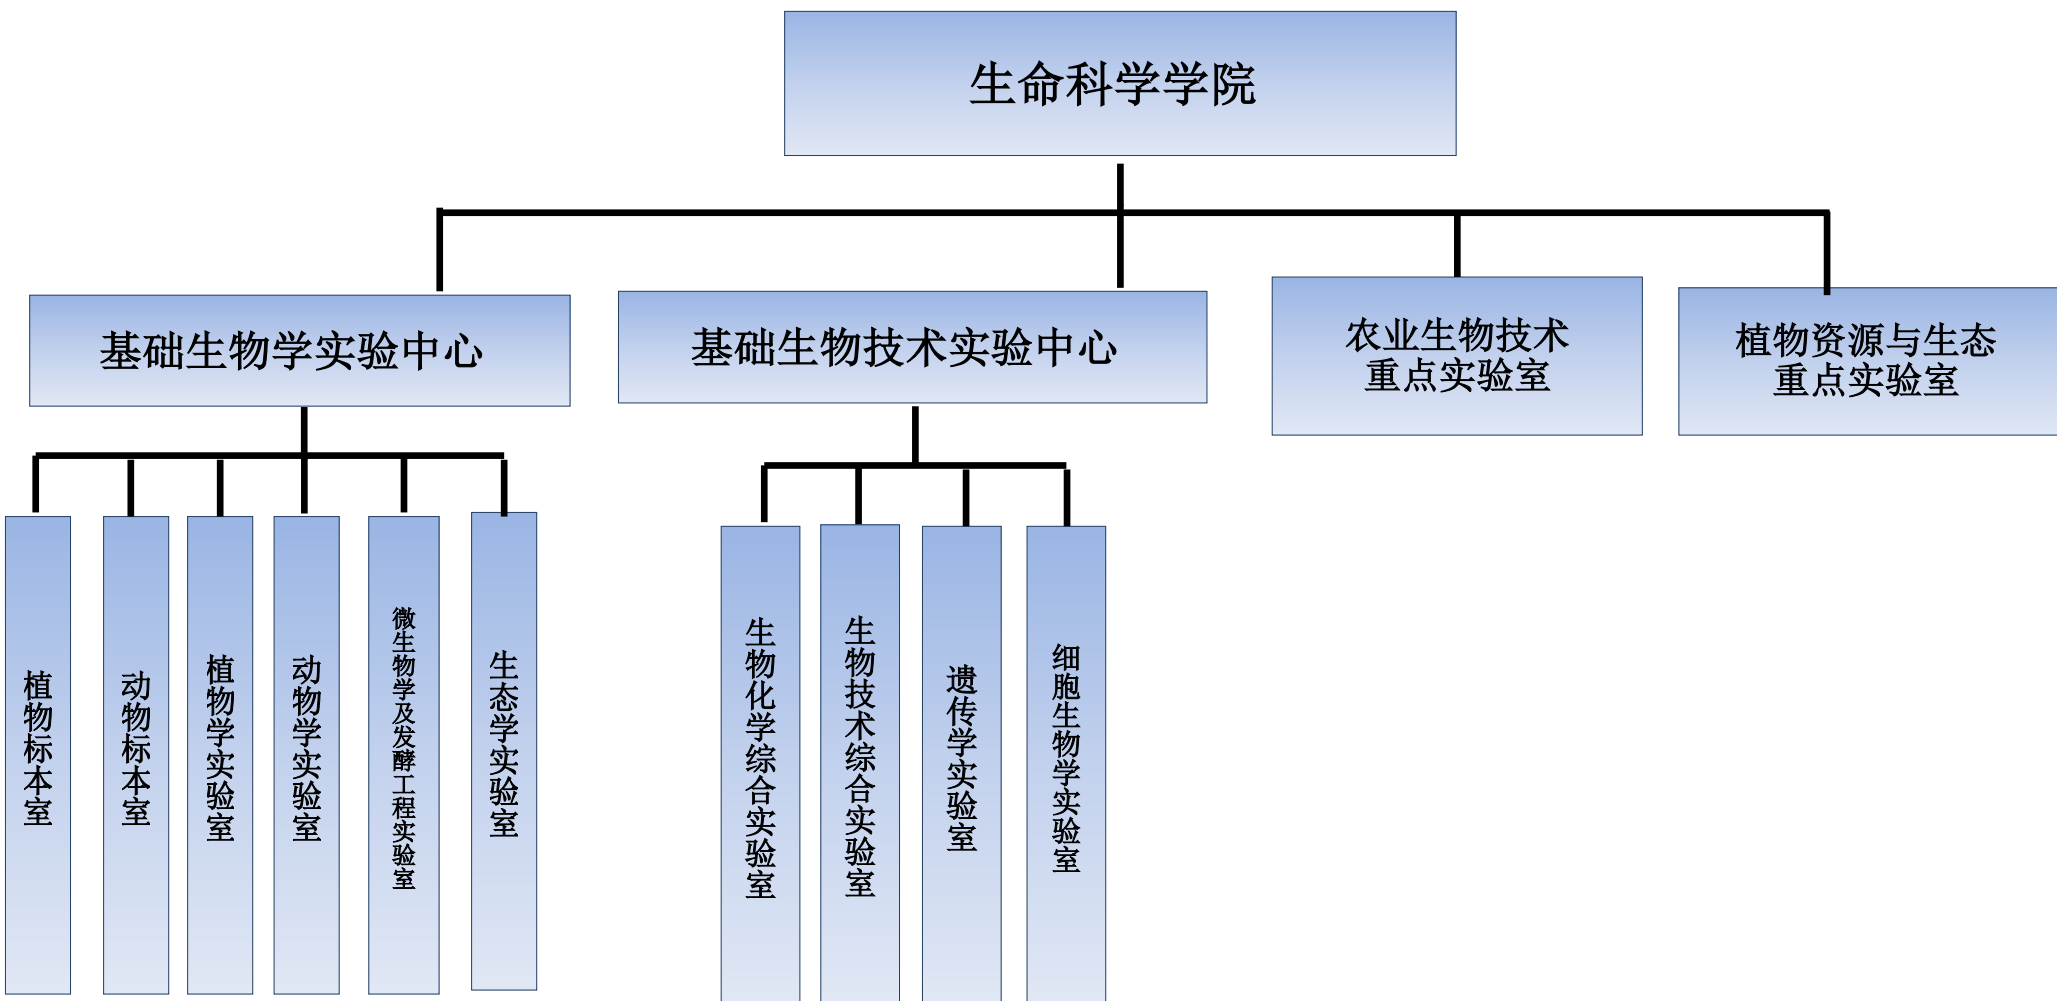 生命科学学院
基础生物学实验中心
基础生物技术实验中心
农业生物技术
重点实验室
植物资源与生态
重点实验室
植物标本室
动物标本室
植物学实验室
动物学实验室
微生物学及发酵工程实验室
生态学实验室
生物化学综合实验室
生物技术综合实验室
遗传学实验室
细胞生物学实验室